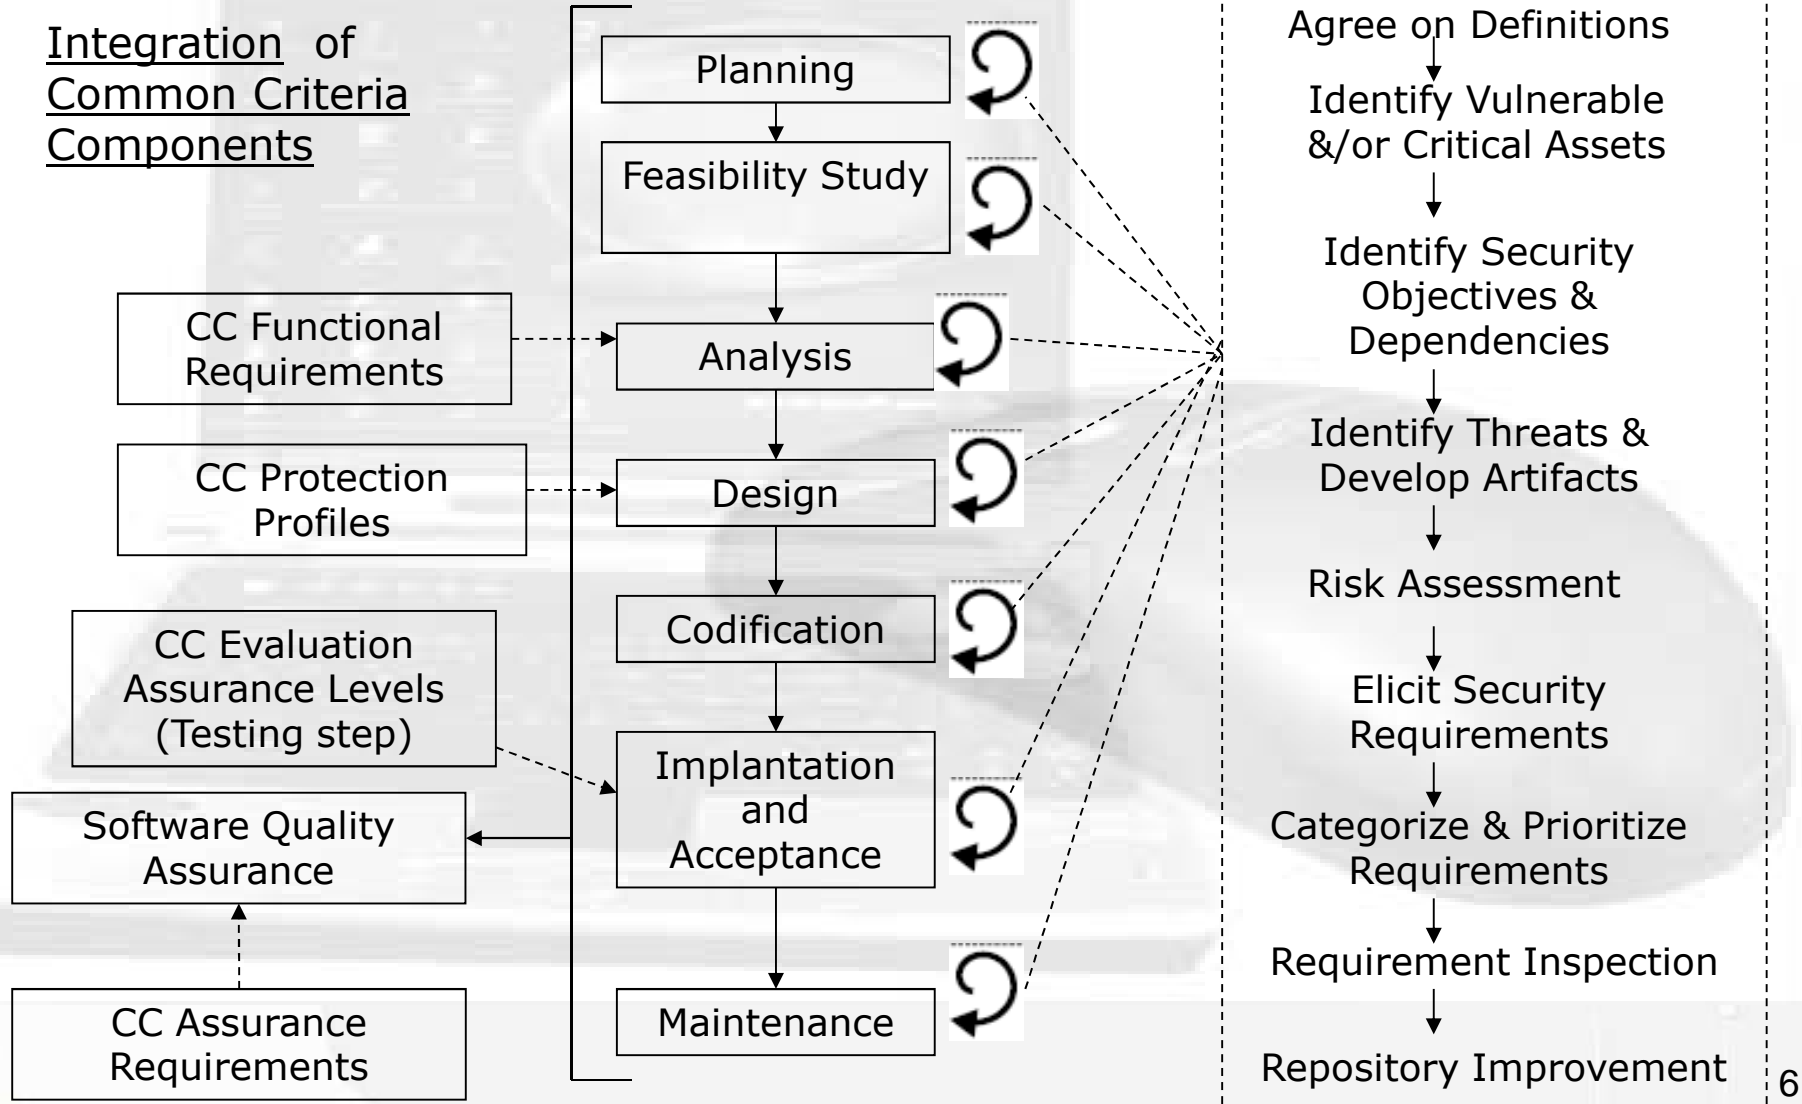 Integration of
Common Criteria
Components
Planning
Feasibility Study
Analysis
Design
Codification
Implantation
and
Acceptance
Maintenance
CC Functional
Requirements
CC Protection
Profiles
CC Evaluation
Assurance Levels
(Testing step)
Software Quality
Assurance
CC Assurance
Requirements
Agree on Definitions
Identify Vulnerable
&/or Critical Assets
Identify Security
Objectives &
Dependencies
Identify Threats &
Develop Artifacts
Risk Assessment
Elicit Security
Requirements
Categorize & Prioritize
Requirements
Requirement Inspection
Repository Improvement
6